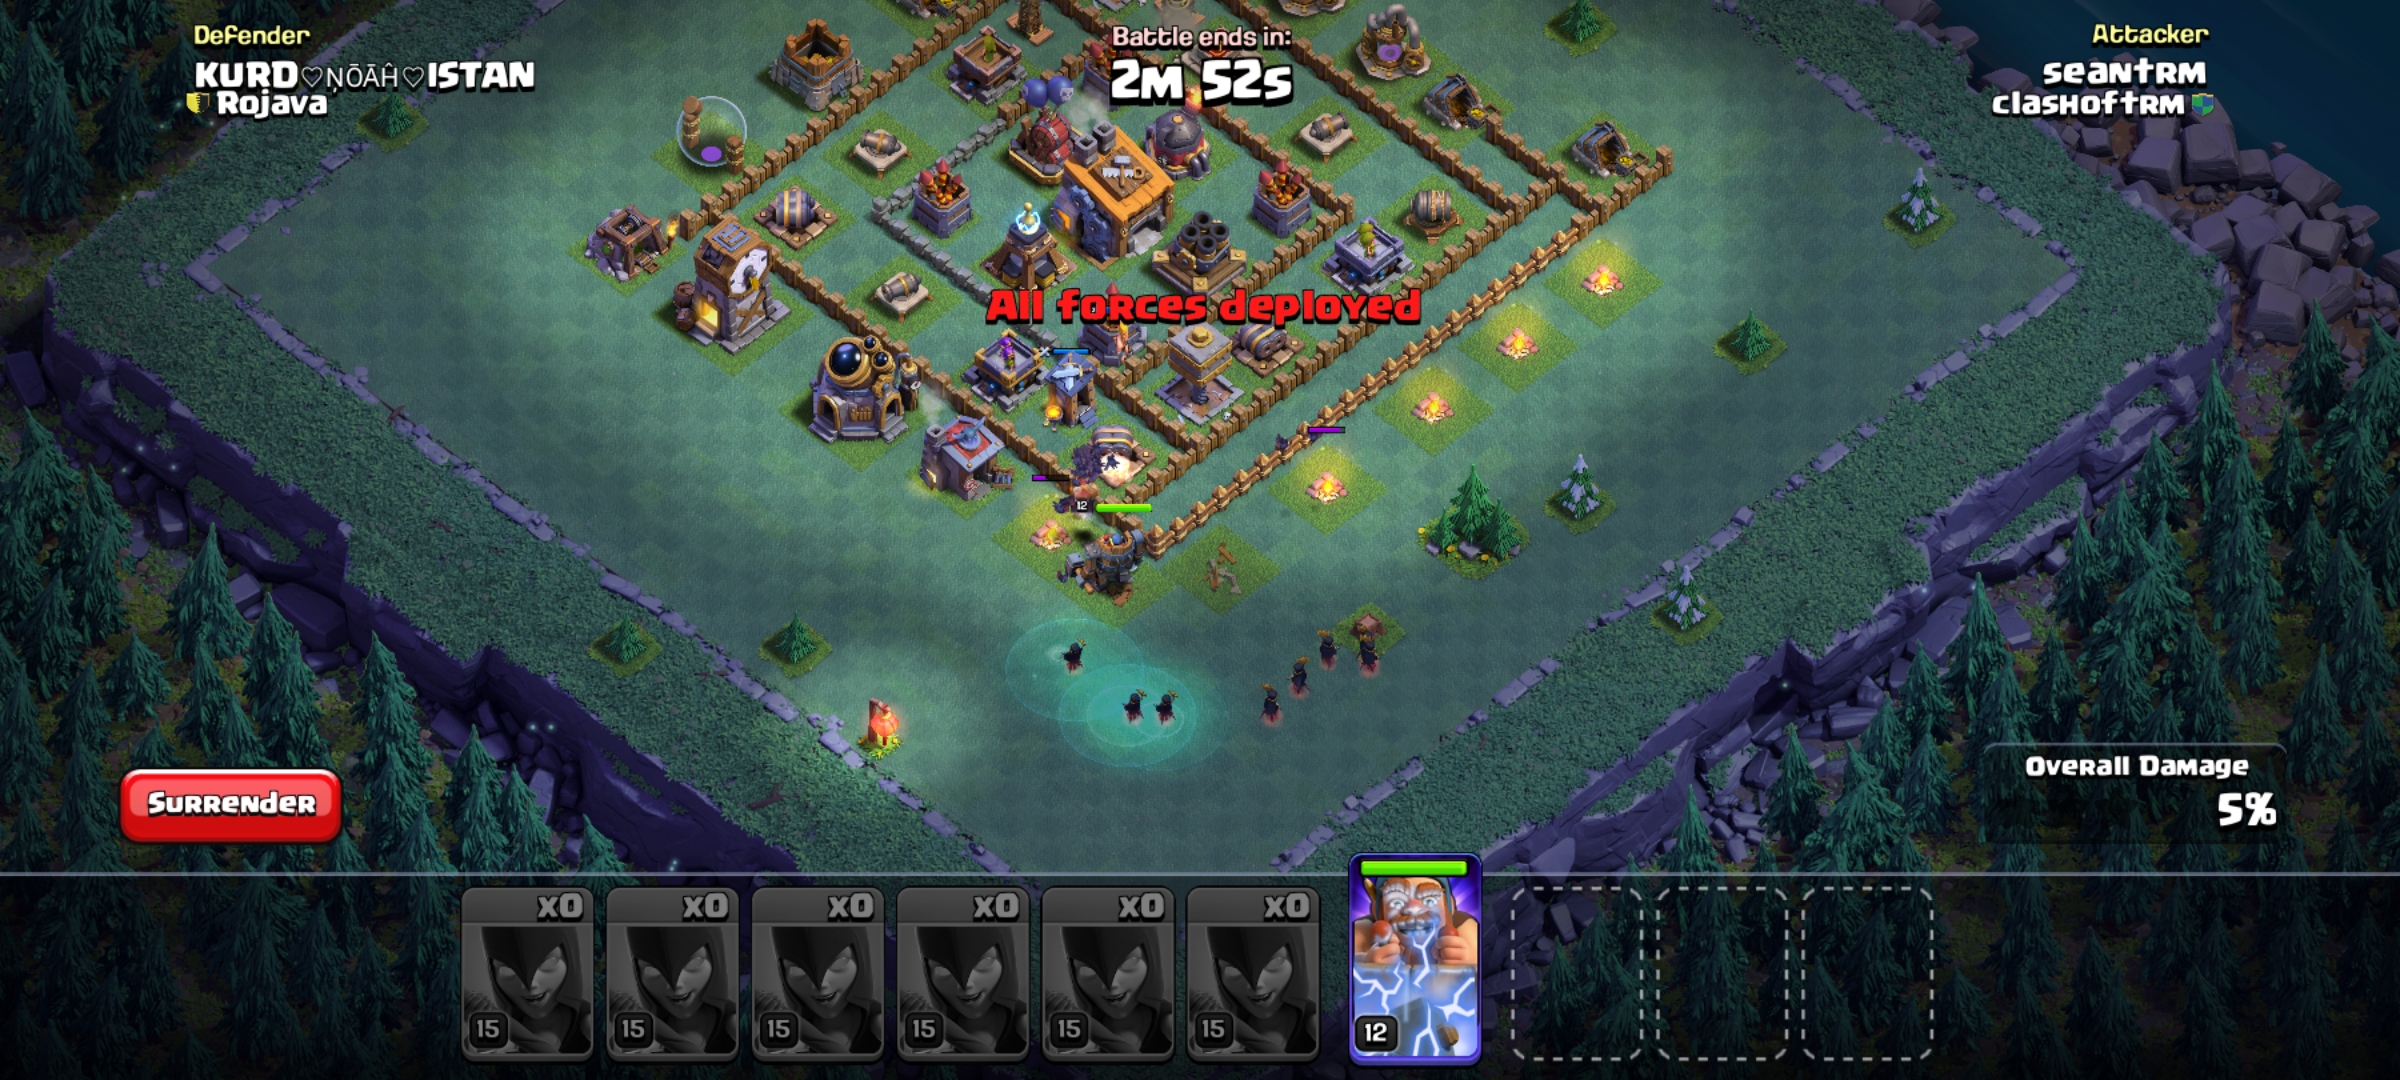 Defender
KURD♡ŅŌĀĤ♡ISTAN
Rojava
Battle ends in:
2M 52s
Attacker
seantrm
clashoftrm
All forces deployed
12
Surrender
Overall Damage
5%
x0
x0
x0
x0
x0
x0
15
15
15
15
15
15
12